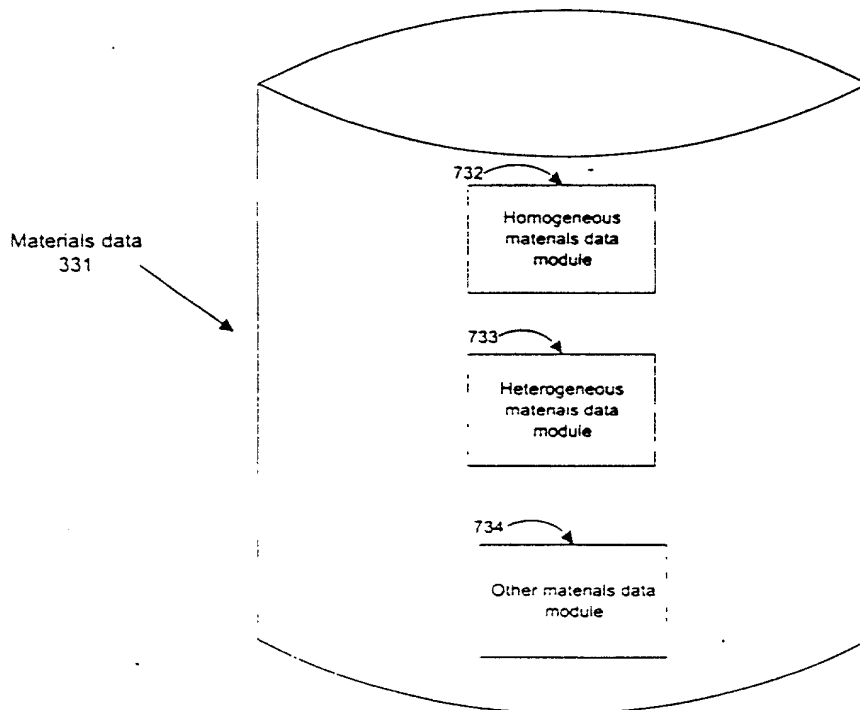 732
Homogeneous
materials data
module
Materials data
331
733
Heterogeneous
materials data
module
734
Other materials data
module